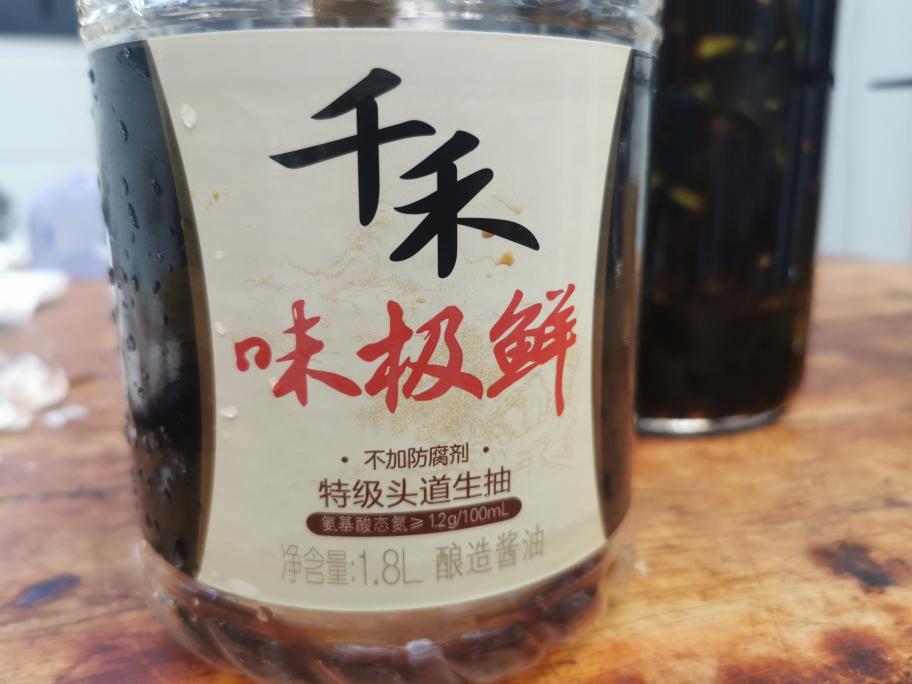 千禾
味极鲜
· 不加防腐剂 ·
特级头道生抽
氨基酸态氮≥1.2g/100mL
净含量:1.8L 酿造酱油